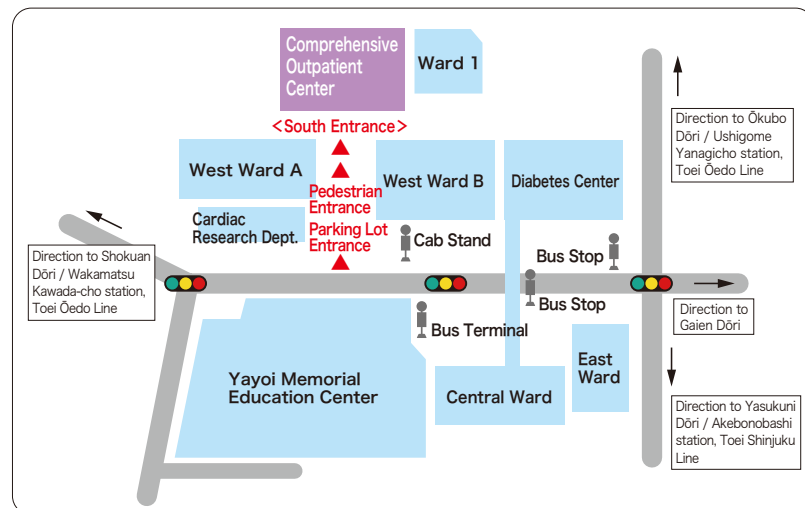 Comprehensive
Outpatient
Center
Ward 1
<South Entrance>
Direction to Ōkubo
Dōri / Ushigome
Yanagicho station,
Toei Ōedo Line
West Ward A
West Ward B
Diabetes Center
Pedestrian
Entrance
Cardiac
Research Dept.
Parking Lot
Entrance
Cab Stand
Bus Stop
Direction to Shokuan
Dōri / Wakamatsu
Kawada-cho station,
Toei Ōedo Line
Bus Stop
Direction to
Gaien Dōri
Bus Terminal
East
Ward
Yayoi Memorial
Education Center
Central Ward
Direction to Yasukuni
Dōri / Akebonobashi
station, Toei Shinjuku
Line